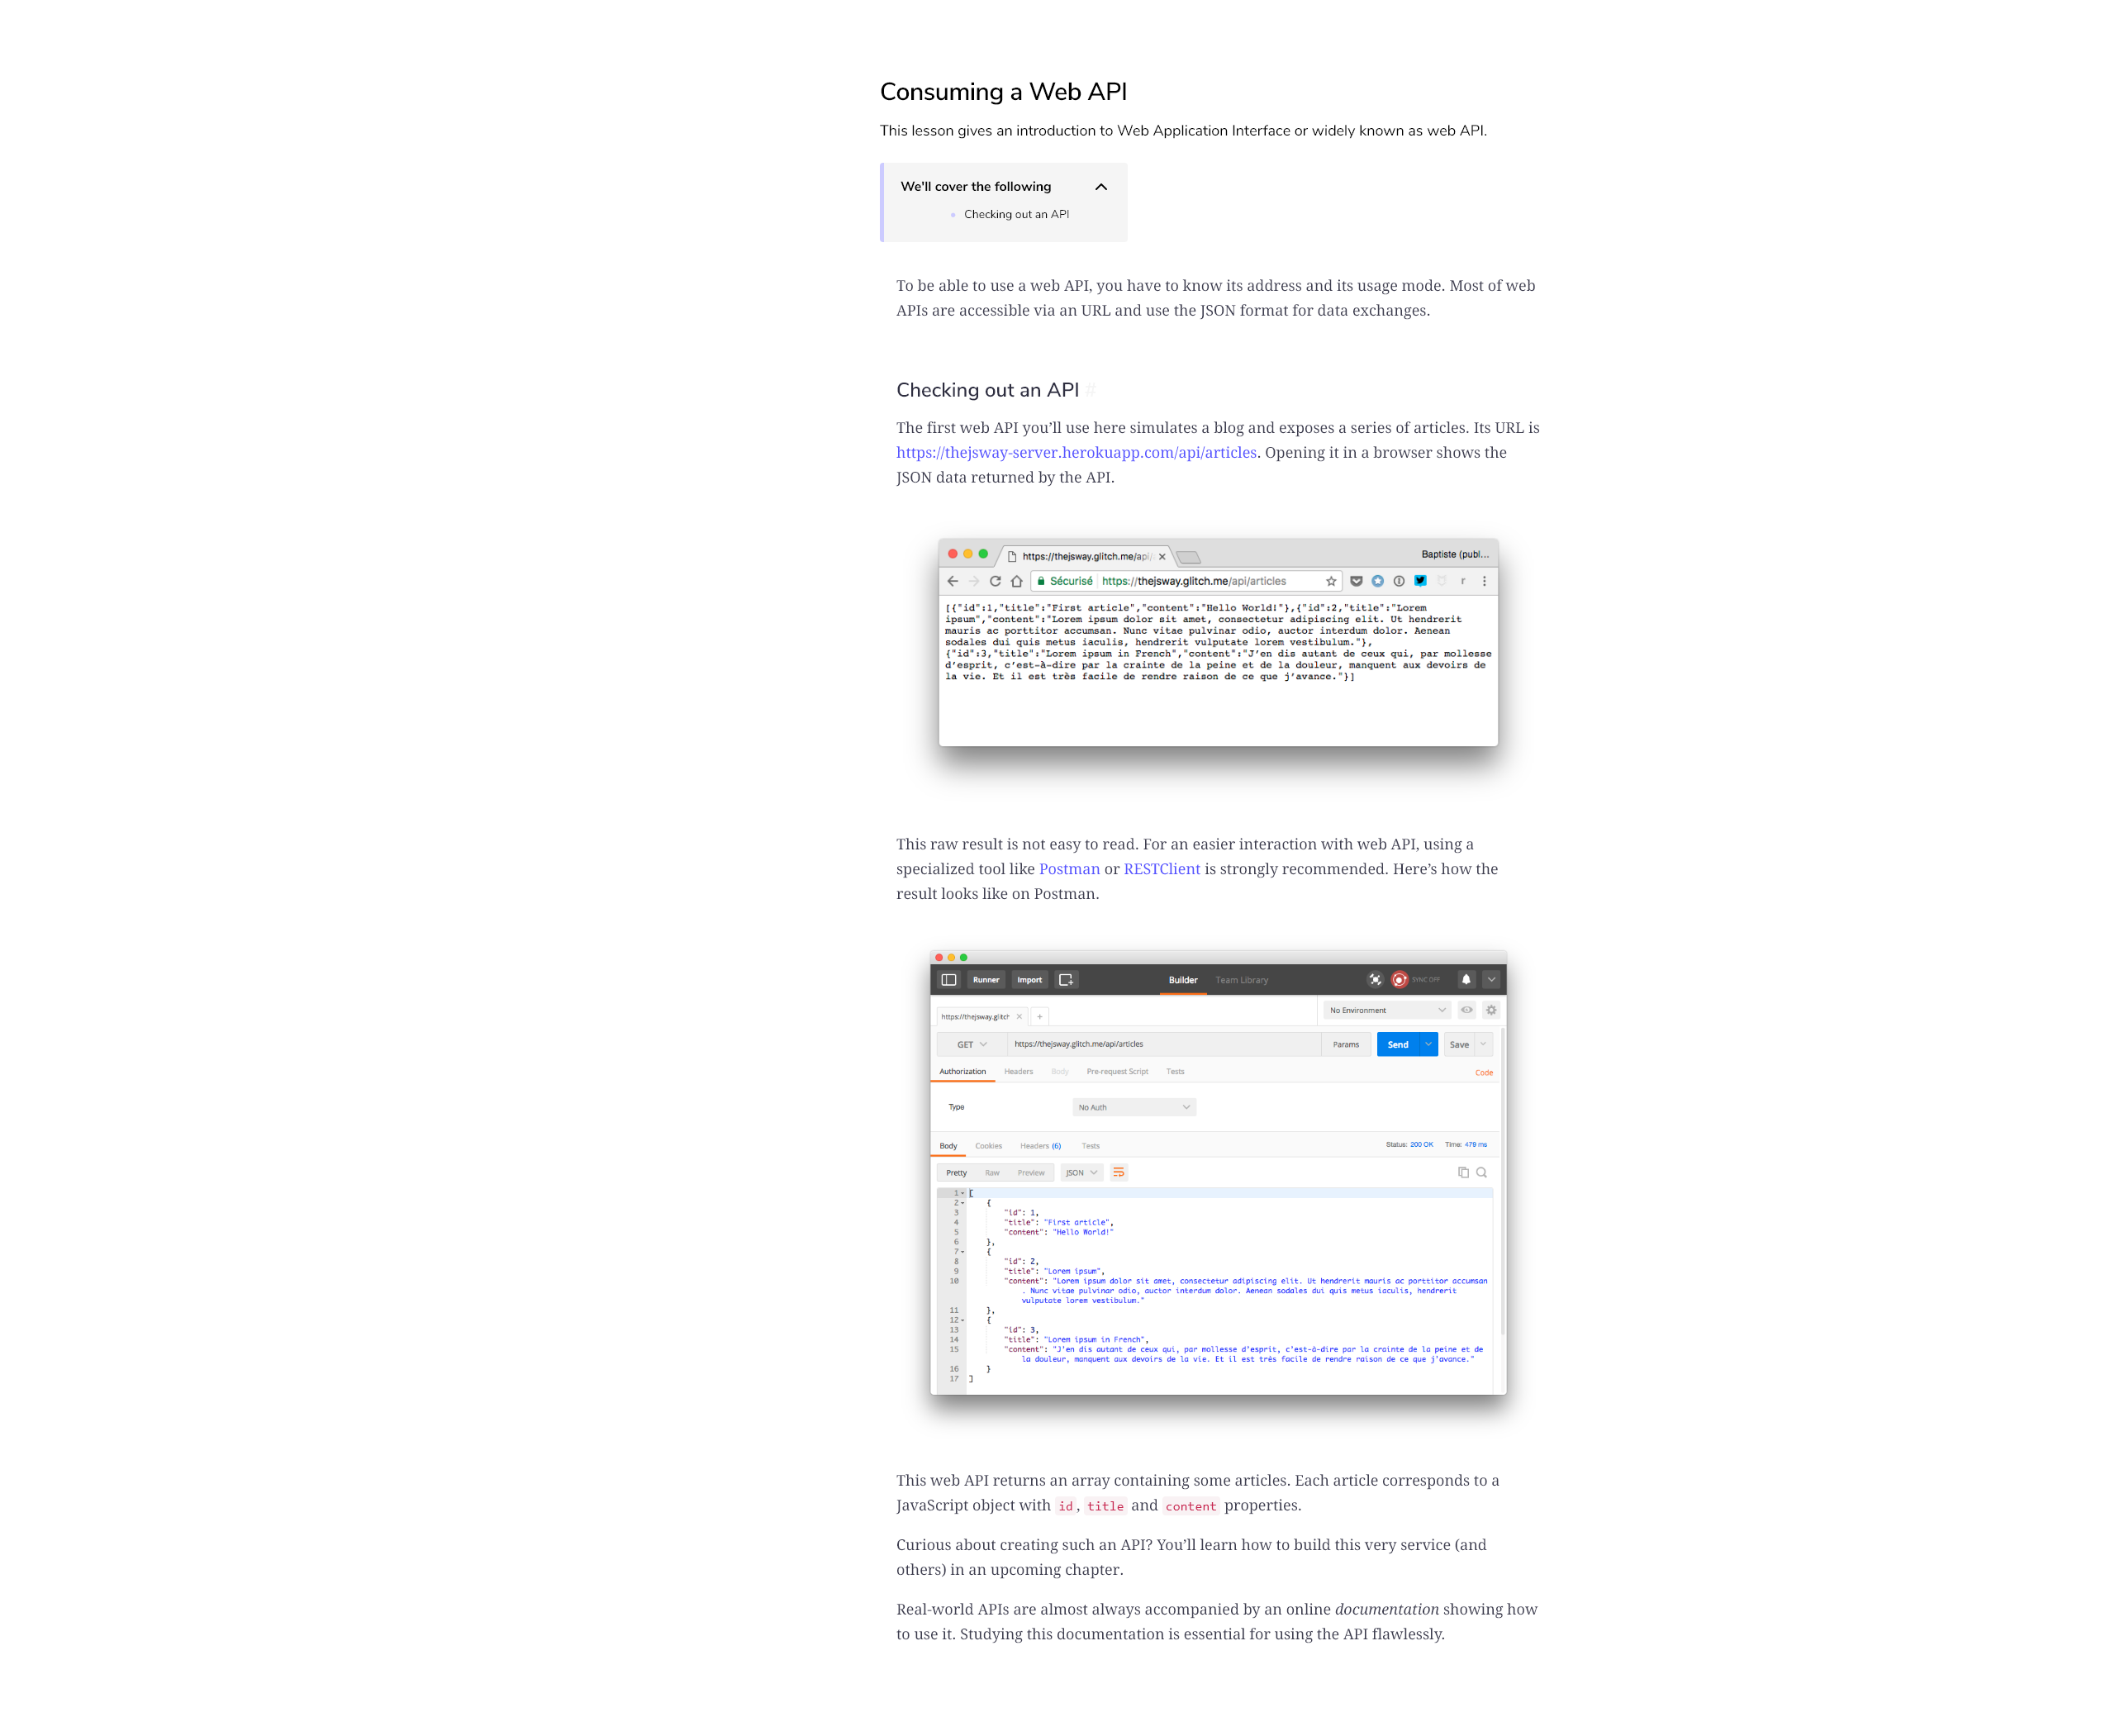 Consuming a Web API
This lesson gives an introduction to Web Application Interface or widely known as web API.
We'll cover the following
Checking out an API
To be able to use a web API, you have to know its address and its usage mode. Most of web
APIs are accessible via an URL and use the JSON format for data exchanges.
Checking out an API #
The first web API you’ll use here simulates a blog and exposes a series of articles. Its URL is
https://thejsway-server.herokuapp.com/api/articles. Opening it in a browser shows the
JSON data returned by the API.
https://thejsway.glitch.me/api/ Baptiste (publ...
Sécurisé https://thejsway.glitch.me/api/articles
[{"id":1,"title":"First article","content":"Hello World!"},{"id":2,"title":"Lorem
ipsum","content":"Lorem ipsum dolor sit amet, consectetur adipiscing elit. Ut hendrerit
mauris ac porttitor accumsan. Nunc vitae pulvinar odio, auctor interdum dolor. Aenean
sodales dui quis metus iaculis, hendrerit vulputate lorem vestibulum."},
{"id":3,"title":"Lorem ipsum in French","content":"J’en dis autant de ceux qui, par mollesse
d’esprit, c’est-à-dire par la crainte de la peine et de la douleur, manquent aux devoirs de
la vie. Et il est très facile de rendre raison de ce que j’avance."}]
This raw result is not easy to read. For an easier interaction with web API, using a
specialized tool like Postman or RESTClient is strongly recommended. Here’s how the
result looks like on Postman.
Runner Import Builder Team Library SYNC OFF
https://thejsway.glitch No Environment
GET https://thejsway.glitch.me/api/articles Params Send Save
Authorization Headers Body Pre-request Script Tests Code
Type No Auth
Body Cookies Headers (6) Tests Status: 200 OK Time: 479 ms
Pretty Raw Preview JSON
1 [
2 {
3 "id": 1,
4 "title": "First article",
5 "content": "Hello World!"
6 },
7 {
8 "id": 2,
9 "title": "Lorem ipsum",
10 "content": "Lorem ipsum dolor sit amet, consectetur adipiscing elit. Ut hendrerit mauris ac porttitor accumsan
. Nunc vitae pulvinar odio, auctor interdum dolor. Aenean sodales dui quis metus iaculis, hendrerit
vulputate lorem vestibulum."
11 },
12 {
13 "id": 3,
14 "title": "Lorem ipsum in French",
15 "content": "J’en dis autant de ceux qui, par mollesse d’esprit, c’est-à-dire par la crainte de la peine et de
la douleur, manquent aux devoirs de la vie. Et il est très facile de rendre raison de ce que j’avance."
16 }
17 ]
This web API returns an array containing some articles. Each article corresponds to a
JavaScript object with id, title and content properties.
Curious about creating such an API? You’ll learn how to build this very service (and
others) in an upcoming chapter.
Real-world APIs are almost always accompanied by an online documentation showing how
to use it. Studying this documentation is essential for using the API flawlessly.